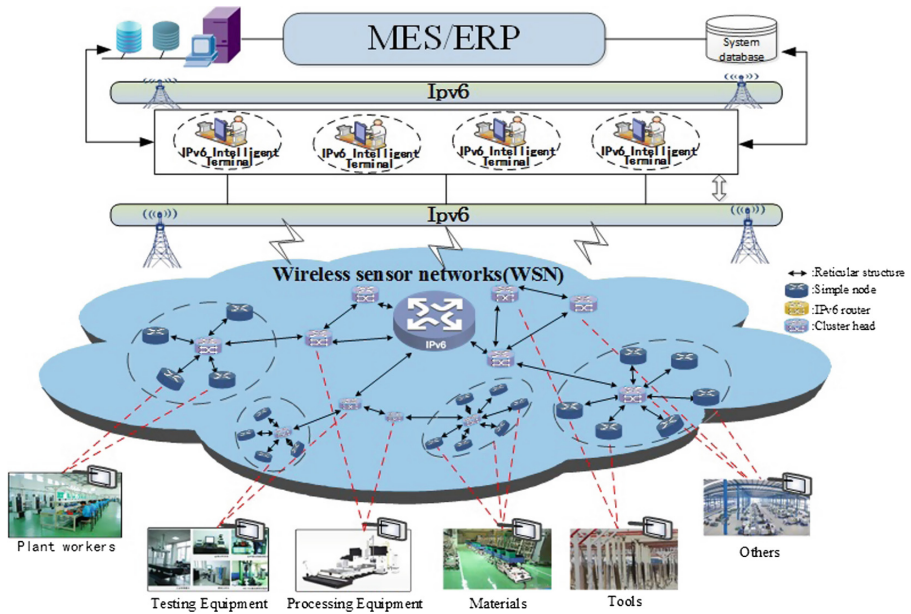 MES/ERP
System
database
Ipv6
IPv6 Intelligent
Terminal
IPv6 Intelligent
Terminal
IPv6 Intelligent
Terminal
IPv6 Intelligent
Terminal
Ipv6
Wireless sensor networks(WSN)
:Reticular structure
:Simple node
:IPv6 router
:Cluster head
IPv6
Plant workers
Testing Equipment
Processing Equipment
Materials
Tools
Others